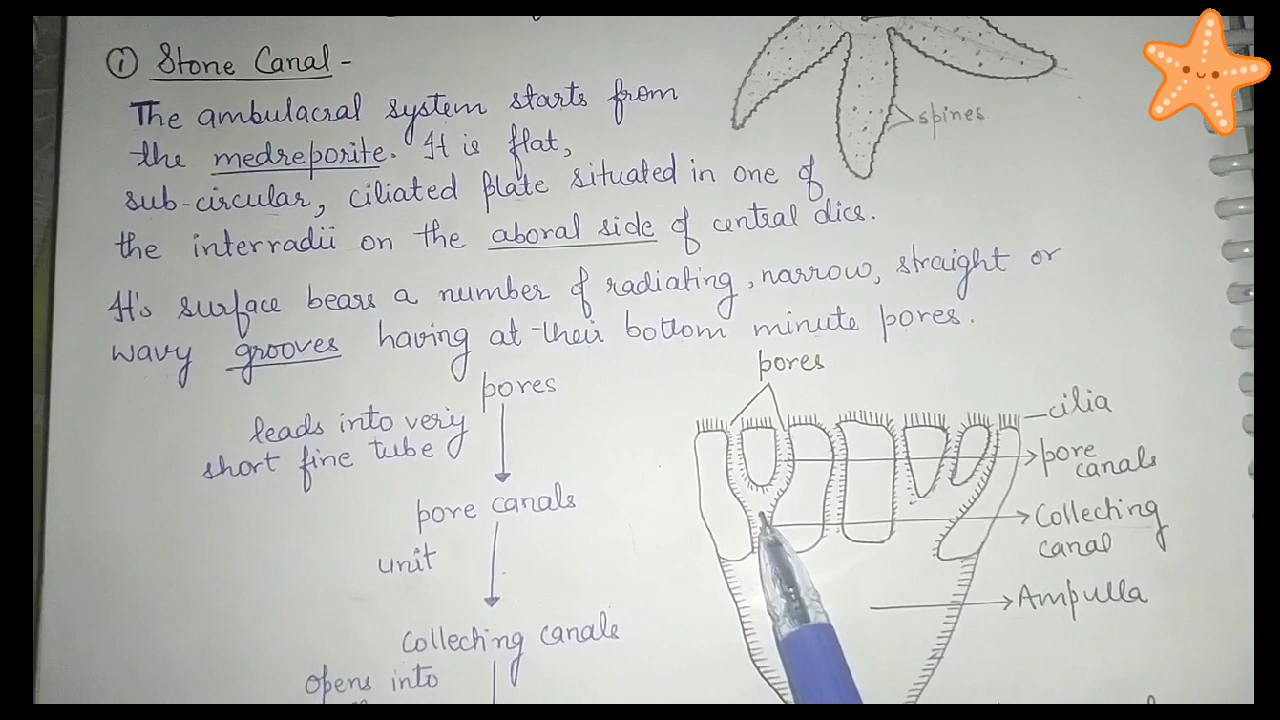 ① Stone Canal -
The ambulacral system starts from
the medreporite. It is flat,
sub-circular, ciliated plate situated in one of
the interradii on the aboral side of central dics.
It's surface bears a number of radiating, narrow, straight or
wavy grooves having at their bottom minute pores.
spines
pores
leads into very
short fine tube
pore canals
unit
Collecting canals
opens into
pores
cilia
pore
canals
Collecting
canal
Ampulla